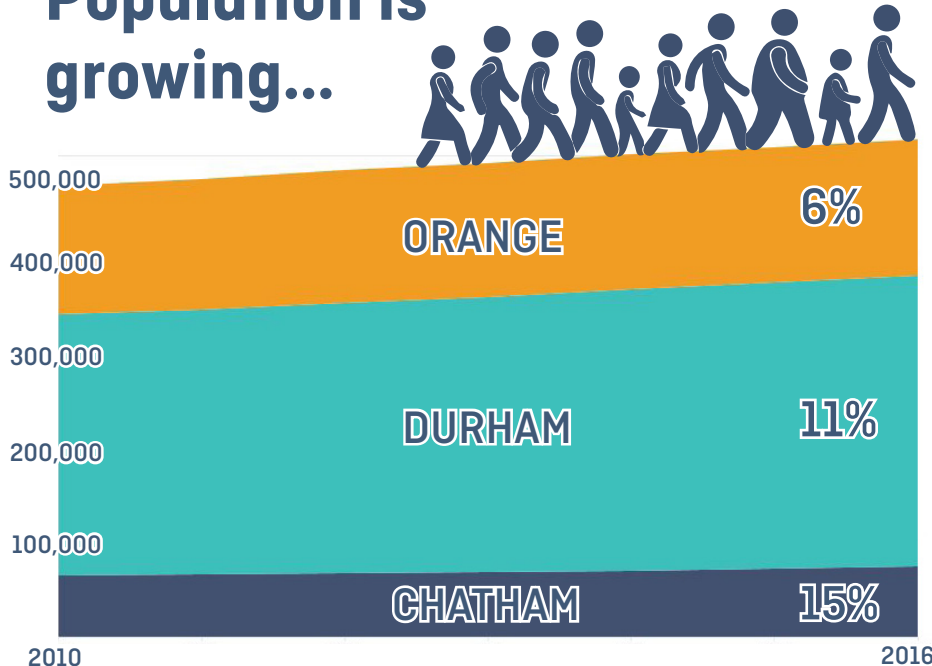 Population is
growing...
500,000
ORANGE
6%
400,000
300,000
DURHAM
11%
200,000
100,000
CHATHAM
15%
2010
2016